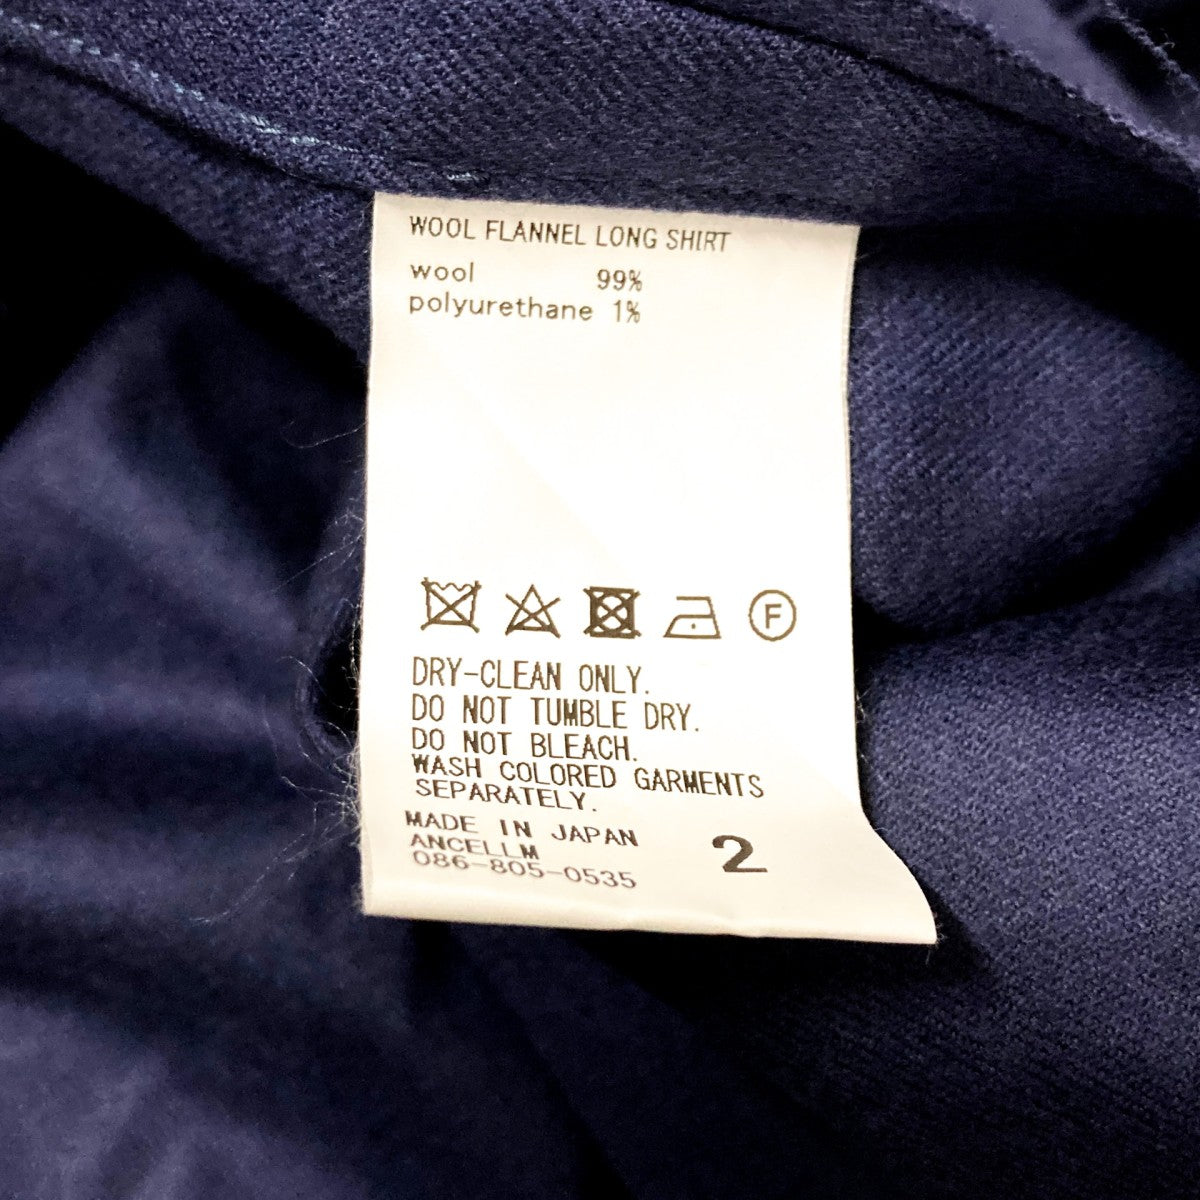 WOOL FLANNEL LONG SHIRT
wool 99%
polyurethane 1%
F
DRY-CLEAN ONLY.
DO NOT TUMBLE DRY.
DO NOT BLEACH.
WASH COLORED GARMENTS
SEPARATELY.
MADE IN JAPAN
ANCELLM
086-805-0535
2